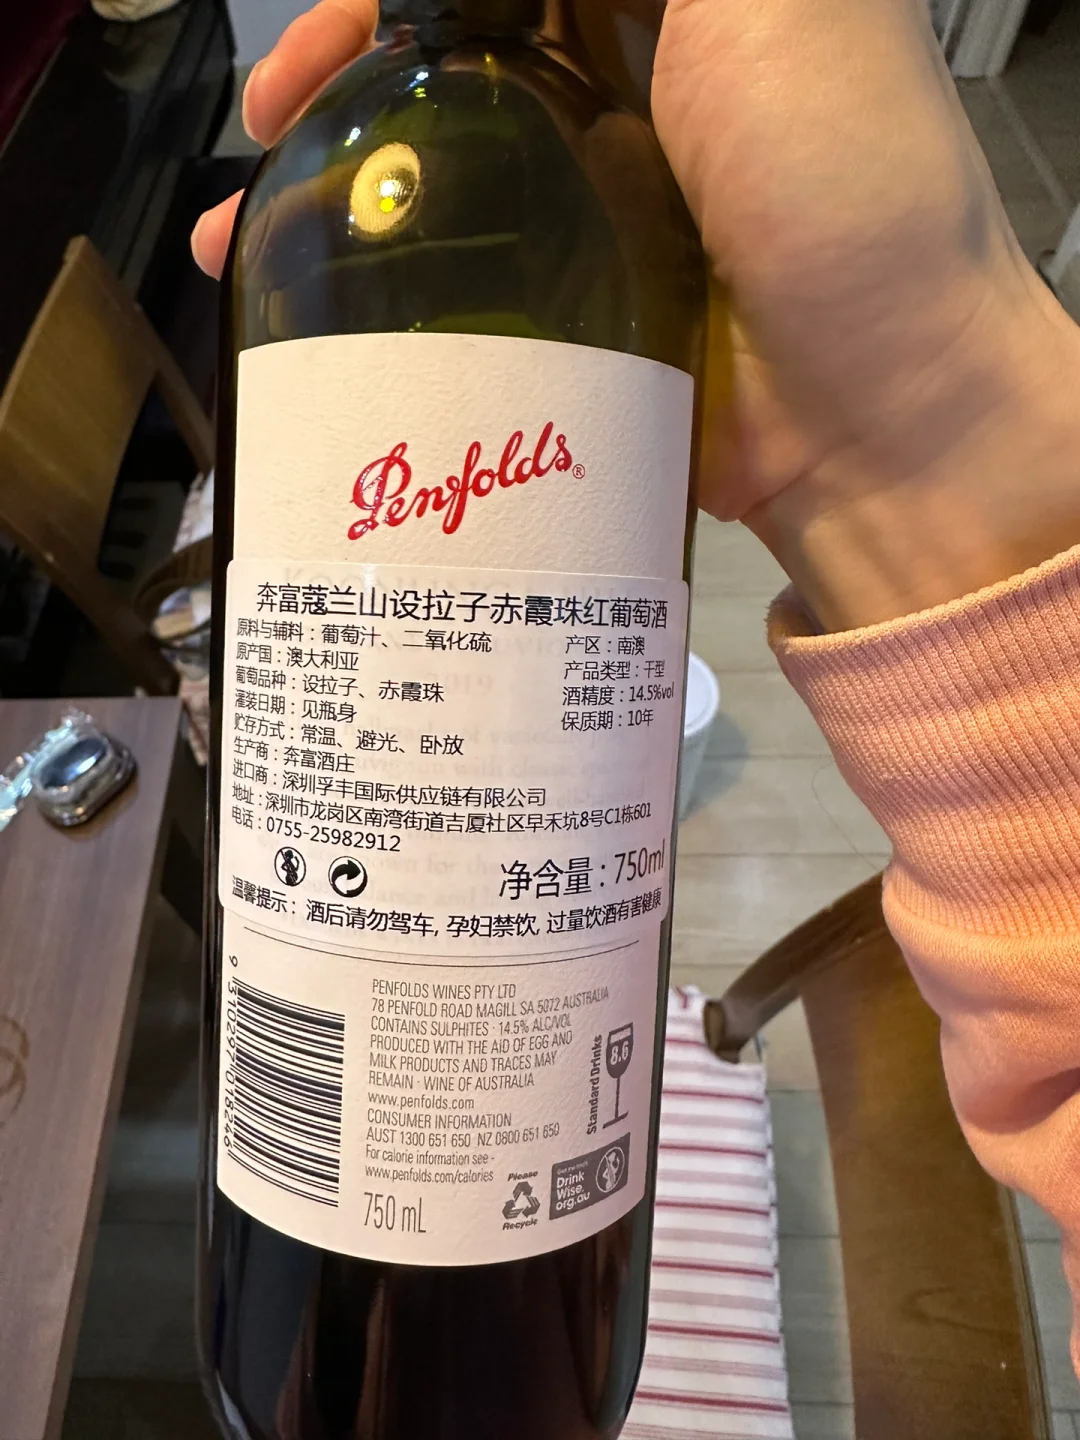 Penfolds®
奔富蔻兰山设拉子赤霞珠红葡萄酒
原料与辅料：葡萄汁、二氧化硫
原产国：澳大利亚
葡萄品种：设拉子、赤霞珠
灌装日期：见瓶身
贮存方式：常温、避光、卧放
生产商：奔富酒庄
进口商：深圳孚丰国际供应链有限公司
地址：深圳市龙岗区南湾街道吉厦社区早禾坑8号C1栋601
电话：0755-25982912
产区：南澳
产品类型：干型
酒精度：14.5%vol
保质期：10年
净含量：750ml
温馨提示：酒后请勿驾车, 孕妇禁饮, 过量饮酒有害健康
9 310297 018246
PENFOLDS WINES PTY LTD
78 PENFOLD ROAD MAGILL SA 5072 AUSTRALIA
CONTAINS SULPHITES · 14.5% ALC/VOL
PRODUCED WITH THE AID OF EGG AND
MILK PRODUCTS AND TRACES MAY
REMAIN · WINE OF AUSTRALIA
www.penfolds.com
CONSUMER INFORMATION
AUST 1300 651 650 NZ 0800 651 650
For calorie information see -
www.penfolds.com/calories
750 mL
8.6
Standard Drinks
Please
Recycle
Get the facts
Drink
Wise.
org.au